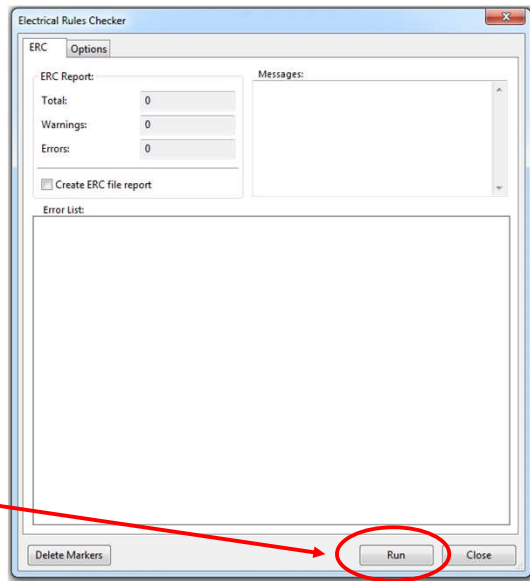 Electrical Rules Checker
ERC Options
ERC Report: Messages:
Total: 0
Warnings: 0
Errors: 0
Create ERC file report
Error List:
Delete Markers Run Close